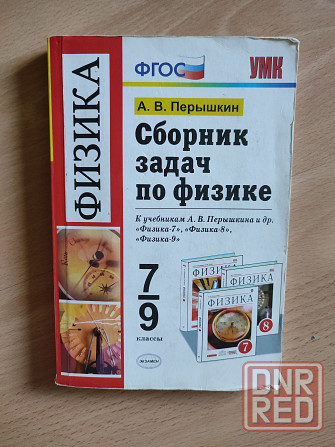 ФИЗИКА
ФГОС
УМК
А. В. Перышкин
Сборник
задач
по физике
К учебникам А. В. Перышкина и др.
«Физика-7», «Физика-8»,
«Физика-9»
7
9
классы
ЭКЗАМЕН
ФИЗИКА
ФИЗИКА
ФИЗИКА
8
7
DNR
RED